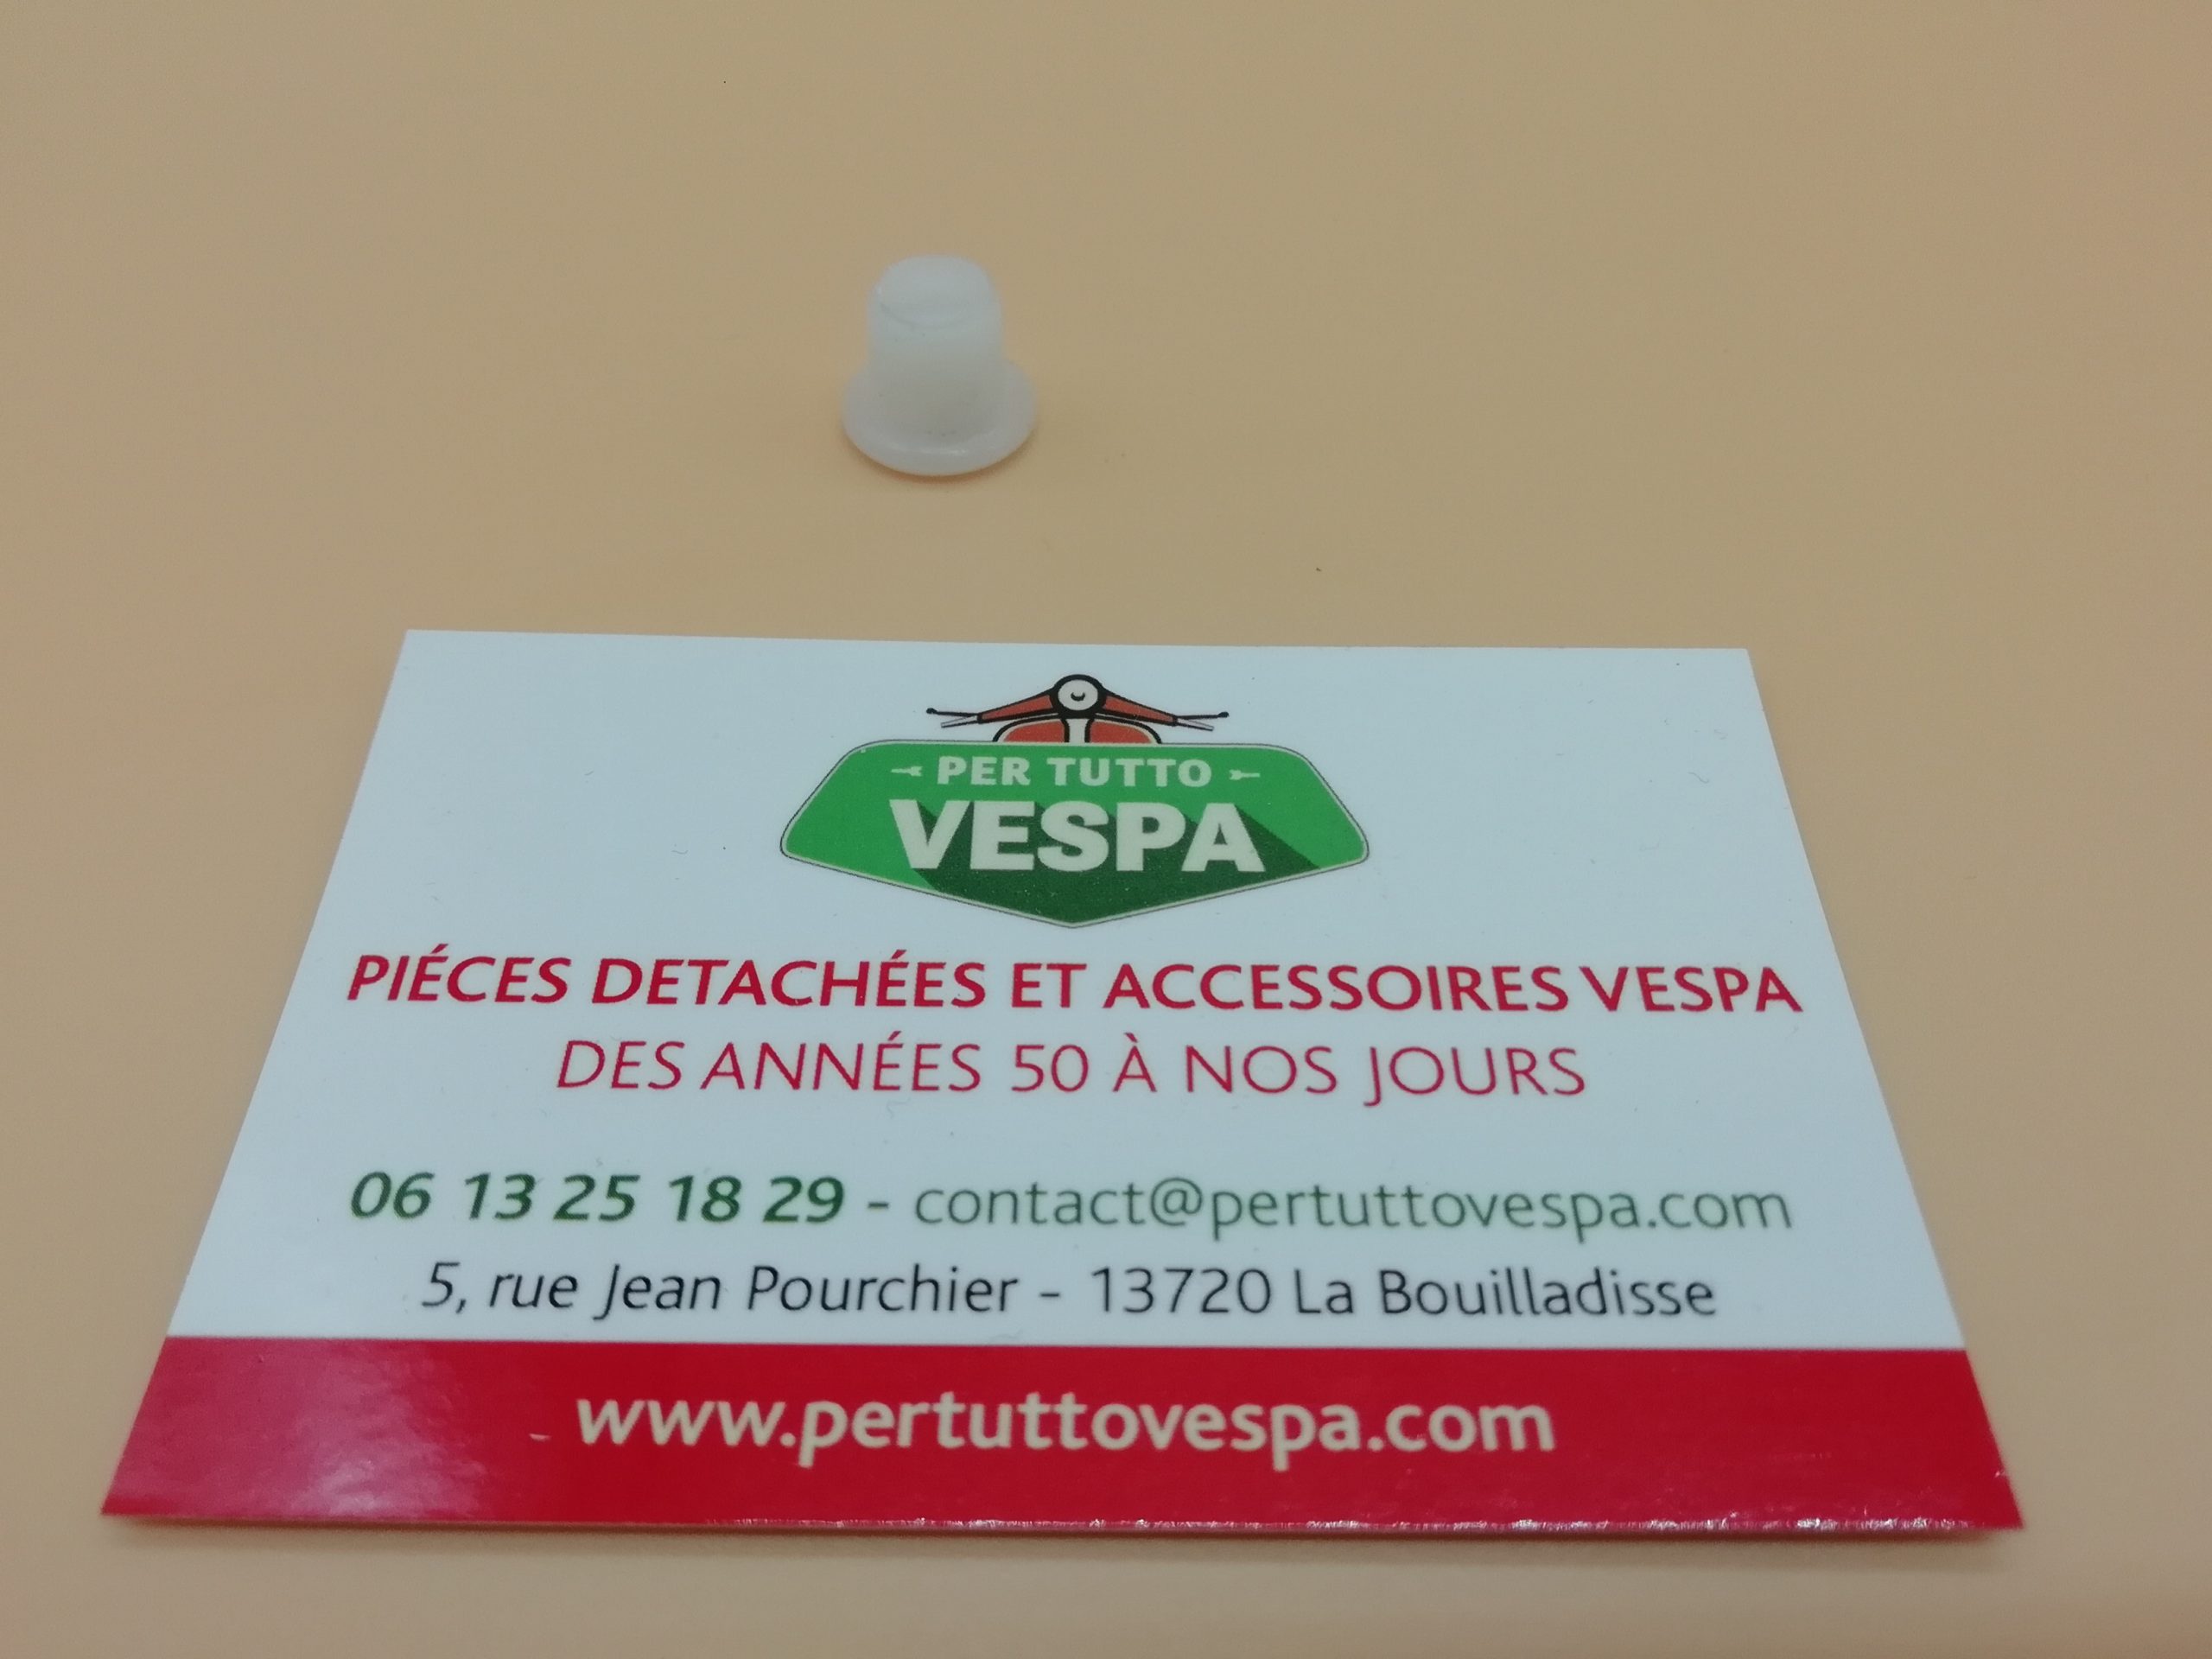 PER TUTTO
VESPA
PIÉCES DETACHÉES ET ACCESSOIRES VESPA
DES ANNÉES 50 À NOS JOURS
06 13 25 18 29 - contact@pertuttovespa.com
5, rue Jean Pourchier - 13720 La Bouilladisse
www.pertuttovespa.com